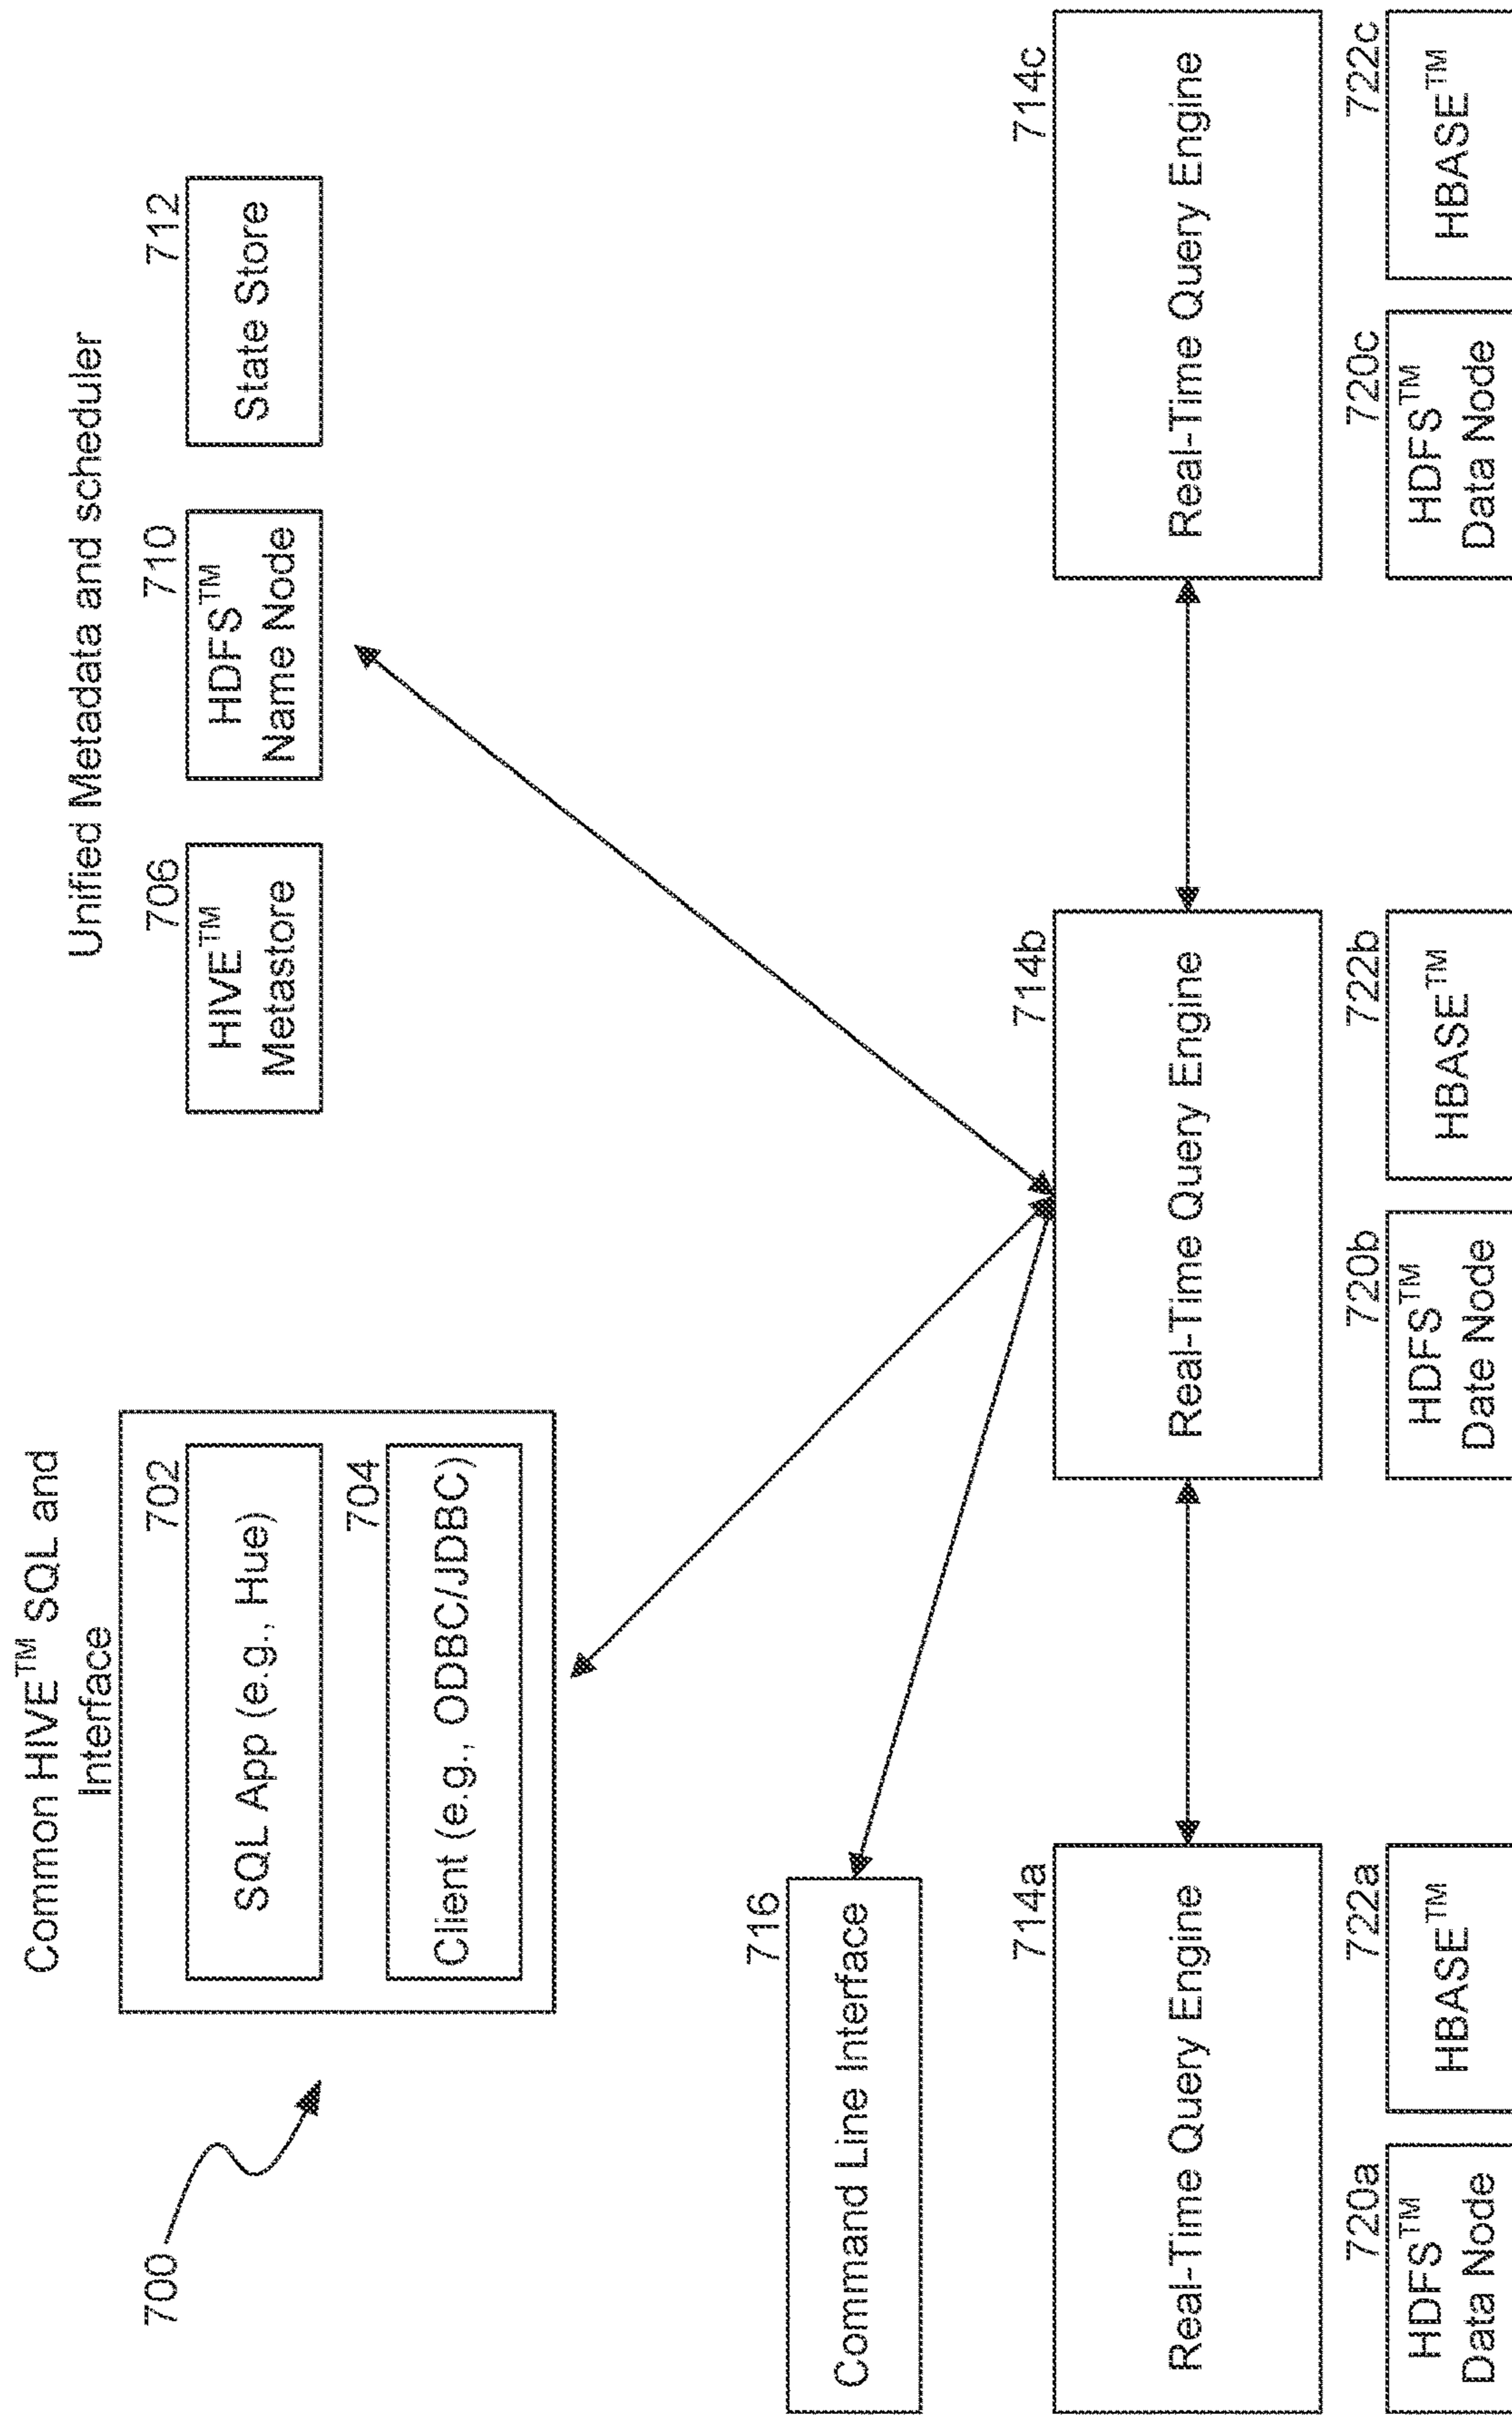 700
Common HIVE™ SQL and
Interface
702
SQL App (e.g., Hue)
704
Client (e.g., ODBC/JDBC)
Unified Metadata and scheduler
706
HIVE™
Metastore
710
HDFS™
Name Node
712
State Store
716
Command Line Interface
714a
Real-Time Query Engine
714b
Real-Time Query Engine
714c
Real-Time Query Engine
720a
HDFS™
Data Node
722a
HBASE™
720b
HDFS™
Date Node
722b
HBASE™
720c
HDFS™
Data Node
722c
HBASE™